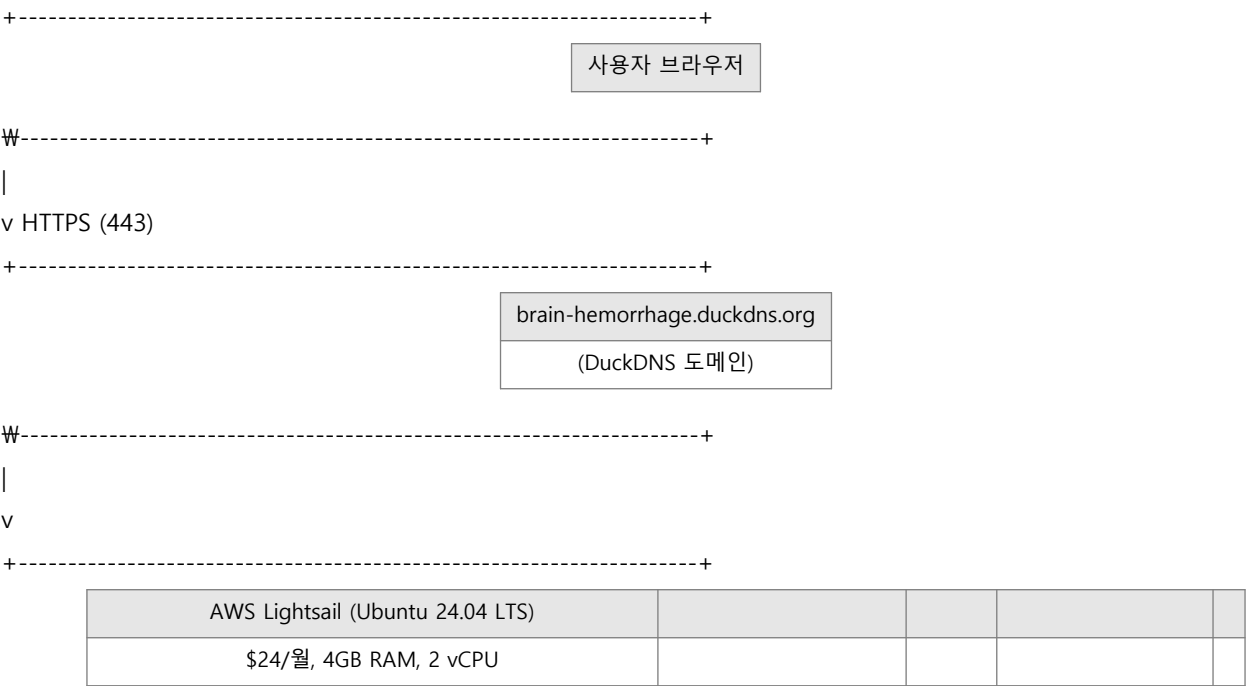 +---------------------------------------------------------------------+
사용자 브라우저
₩---------------------------------------------------------------------+
|
v HTTPS (443)
+---------------------------------------------------------------------+
brain-hemorrhage.duckdns.org
(DuckDNS 도메인)
₩---------------------------------------------------------------------+
|
v
+---------------------------------------------------------------------+
AWS Lightsail (Ubuntu 24.04 LTS)
$24/월, 4GB RAM, 2 vCPU